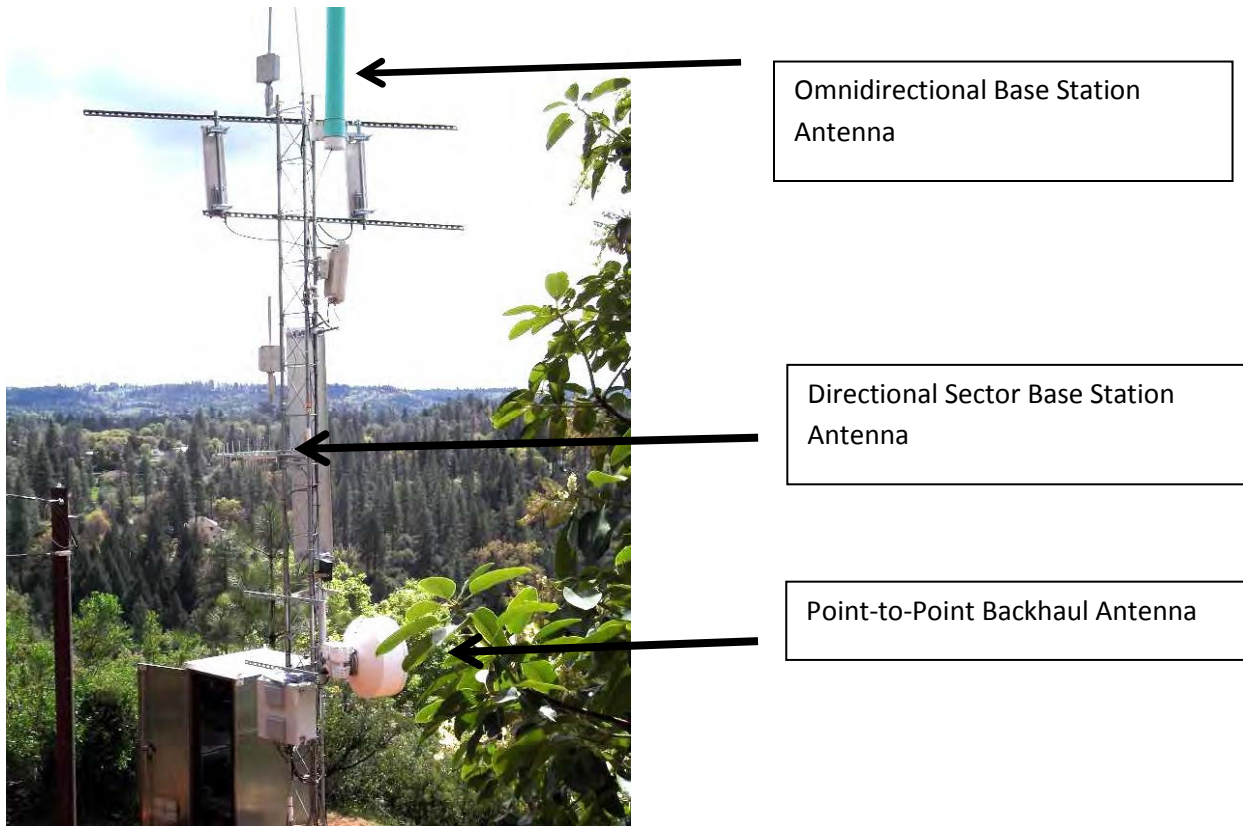 Omnidirectional Base Station
Antenna
Directional Sector Base Station
Antenna
Point-to-Point Backhaul Antenna